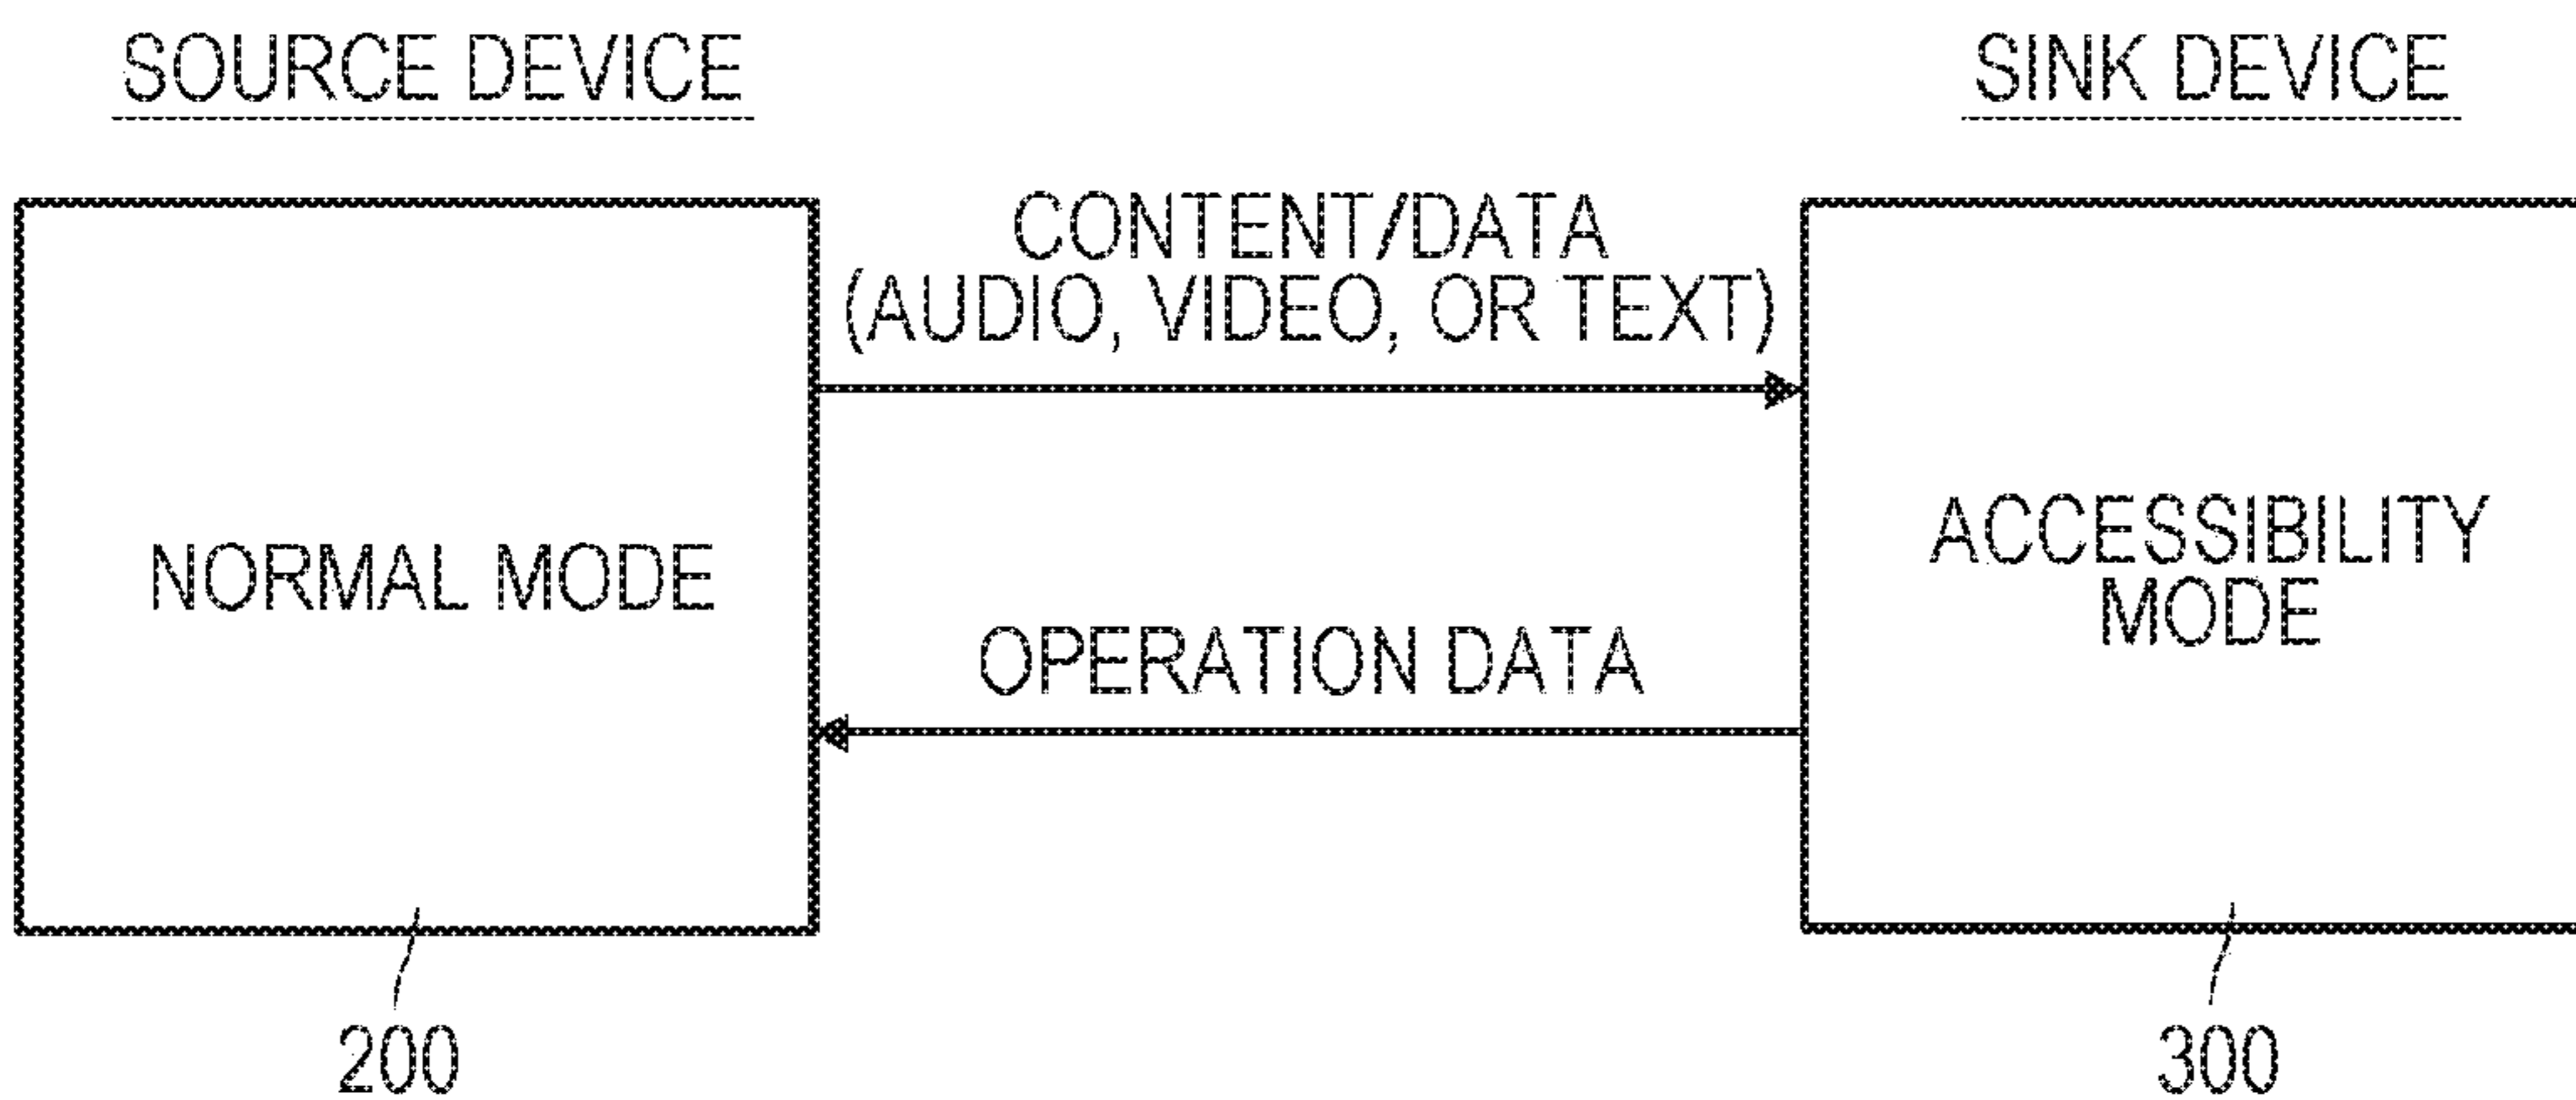 SOURCE DEVICE
SINK DEVICE
CONTENT/DATA
(AUDIO, VIDEO, OR TEXT)
NORMAL MODE
ACCESSIBILITY
MODE
OPERATION DATA
200
300